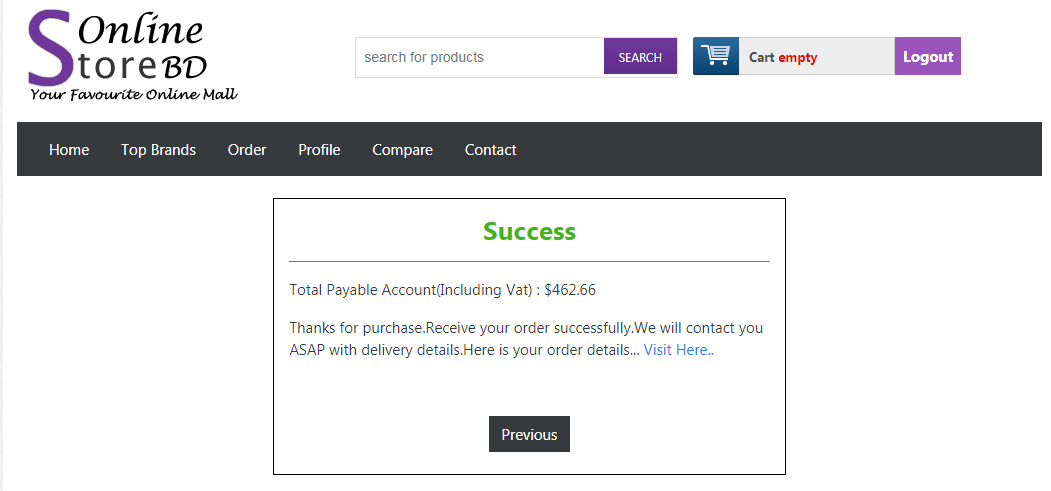 Online
Store BD
Your Favourite Online Mall
search for products
SEARCH
Cart empty
Logout
Home Top Brands Order Profile Compare Contact
Success
Total Payable Account(Including Vat) : $462.66
Thanks for purchase.Receive your order successfully.We will contact you
ASAP with delivery details.Here is your order details... Visit Here..
Previous